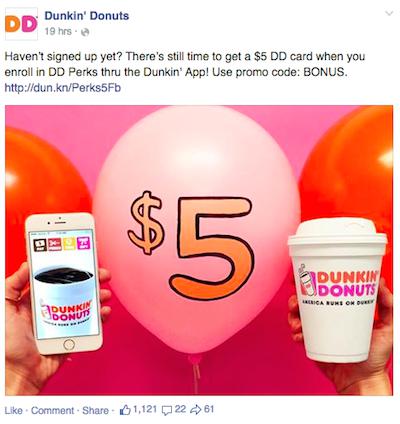 DD
Dunkin' Donuts
19 hrs ·
Haven't signed up yet? There's still time to get a $5 DD card when you
enroll in DD Perks thru the Dunkin' App! Use promo code: BONUS.
http://dun.kn/Perks5Fb
$5
DUNKIN'
DONUTS
DUNKIN'
DONUTS
AMERICA RUNS ON DUNKIN'
Like · Comment · Share · 1,121 22 61